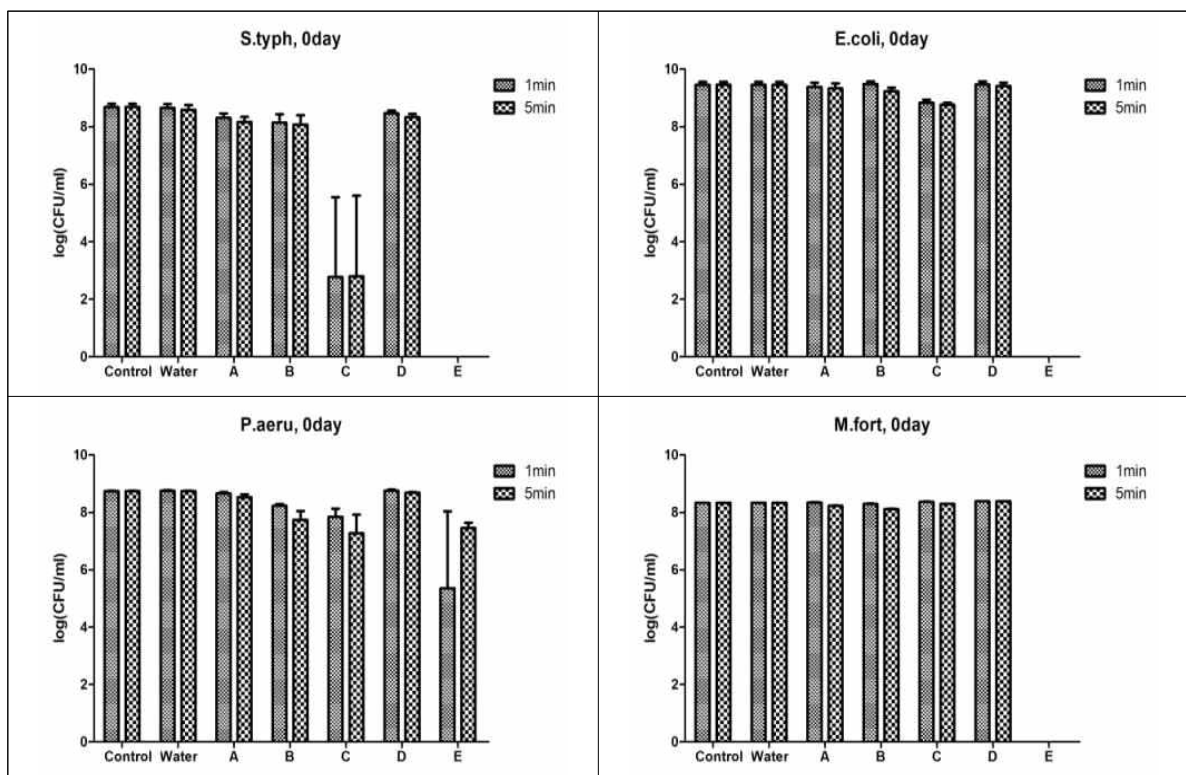 S.typh, 0day
10
8
6
4
2
0
log(CFU/ml)
Control Water A B C D E
1min
5min
E.coli, 0day
10
8
6
4
2
0
log(CFU/ml)
Control Water A B C D E
1min
5min
P.aeru, 0day
10
8
6
4
2
0
log(CFU/ml)
Control Water A B C D E
1min
5min
M.fort, 0day
10
8
6
4
2
0
log(CFU/ml)
Control Water A B C D E
1min
5min